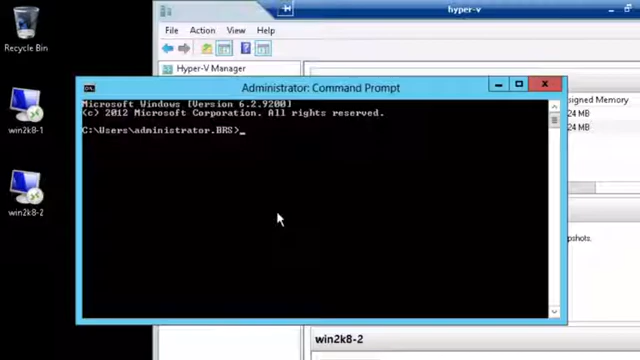 hyper-v
File Action View Help
Hyper-V Manager
Recycle Bin
win2k8-1
win2k8-2
Administrator: Command Prompt
Microsoft Windows [Version 6.2.9200]
(c) 2012 Microsoft Corporation. All rights reserved.
C:\Users\administrator.BRS>_
signed Memory
24 MB
24 MB
pshots.
win2k8-2